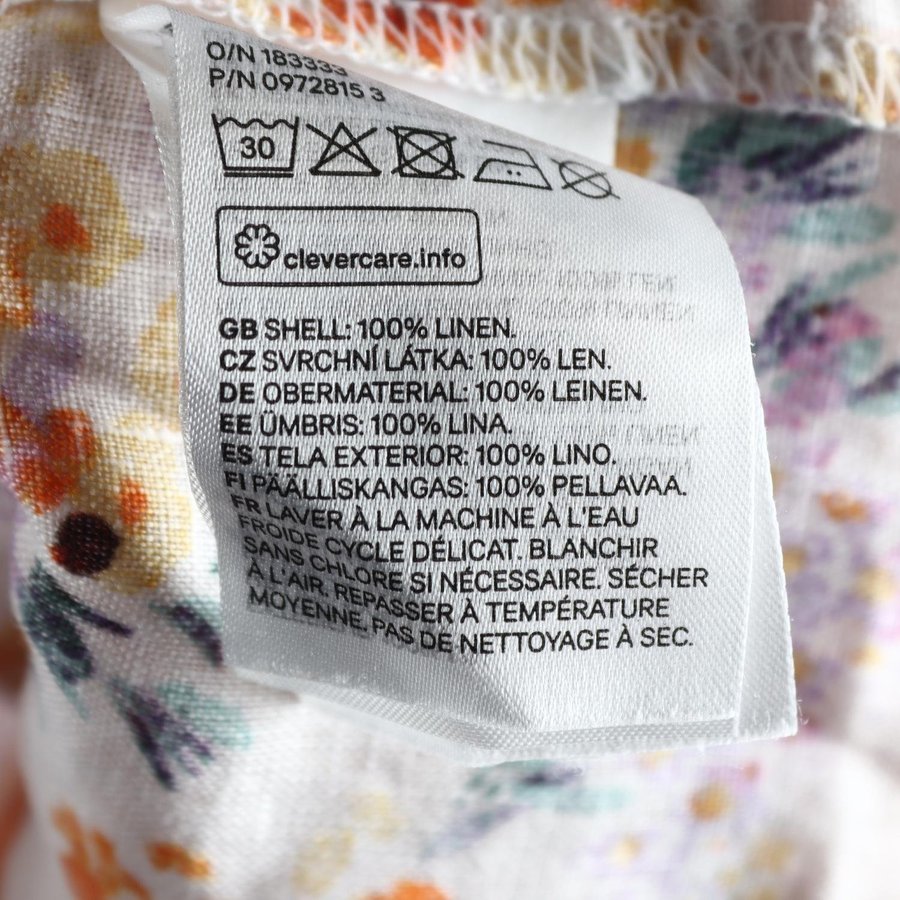 O/N 183333
P/N 0972815 3
30
clevercare.info
GB SHELL: 100% LINEN.
CZ SVRCHNÍ LÁTKA: 100% LEN.
DE OBERMATERIAL: 100% LEINEN.
EE ÜMBRIS: 100% LINA.
ES TELA EXTERIOR: 100% LINO.
FI PÄÄLLISKANGAS: 100% PELLAVAA.
FR LAVER À LA MACHINE À L'EAU
FROIDE CYCLE DÉLICAT. BLANCHIR
SANS CHLORE SI NÉCESSAIRE. SÉCHER
À L'AIR. REPASSER À TEMPÉRATURE
MOYENNE. PAS DE NETTOYAGE À SEC.